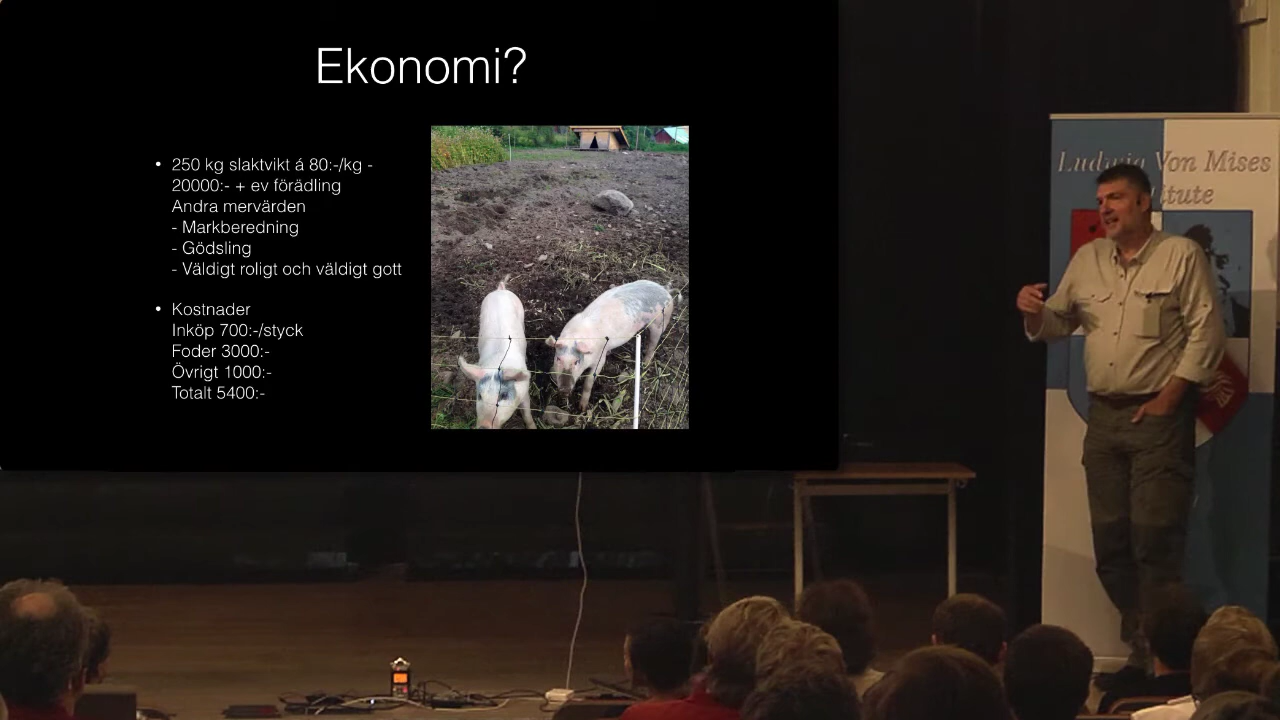 Ekonomi?
• 250 kg slaktvikt á 80:-/kg -
20000:- + ev förädling
Andra mervärden
- Markberedning
- Gödsling
- Väldigt roligt och väldigt gott
• Kostnader
Inköp 700:-/styck
Foder 3000:-
Övrigt 1000:-
Totalt 5400:-
Ludwig Von Mises
titute